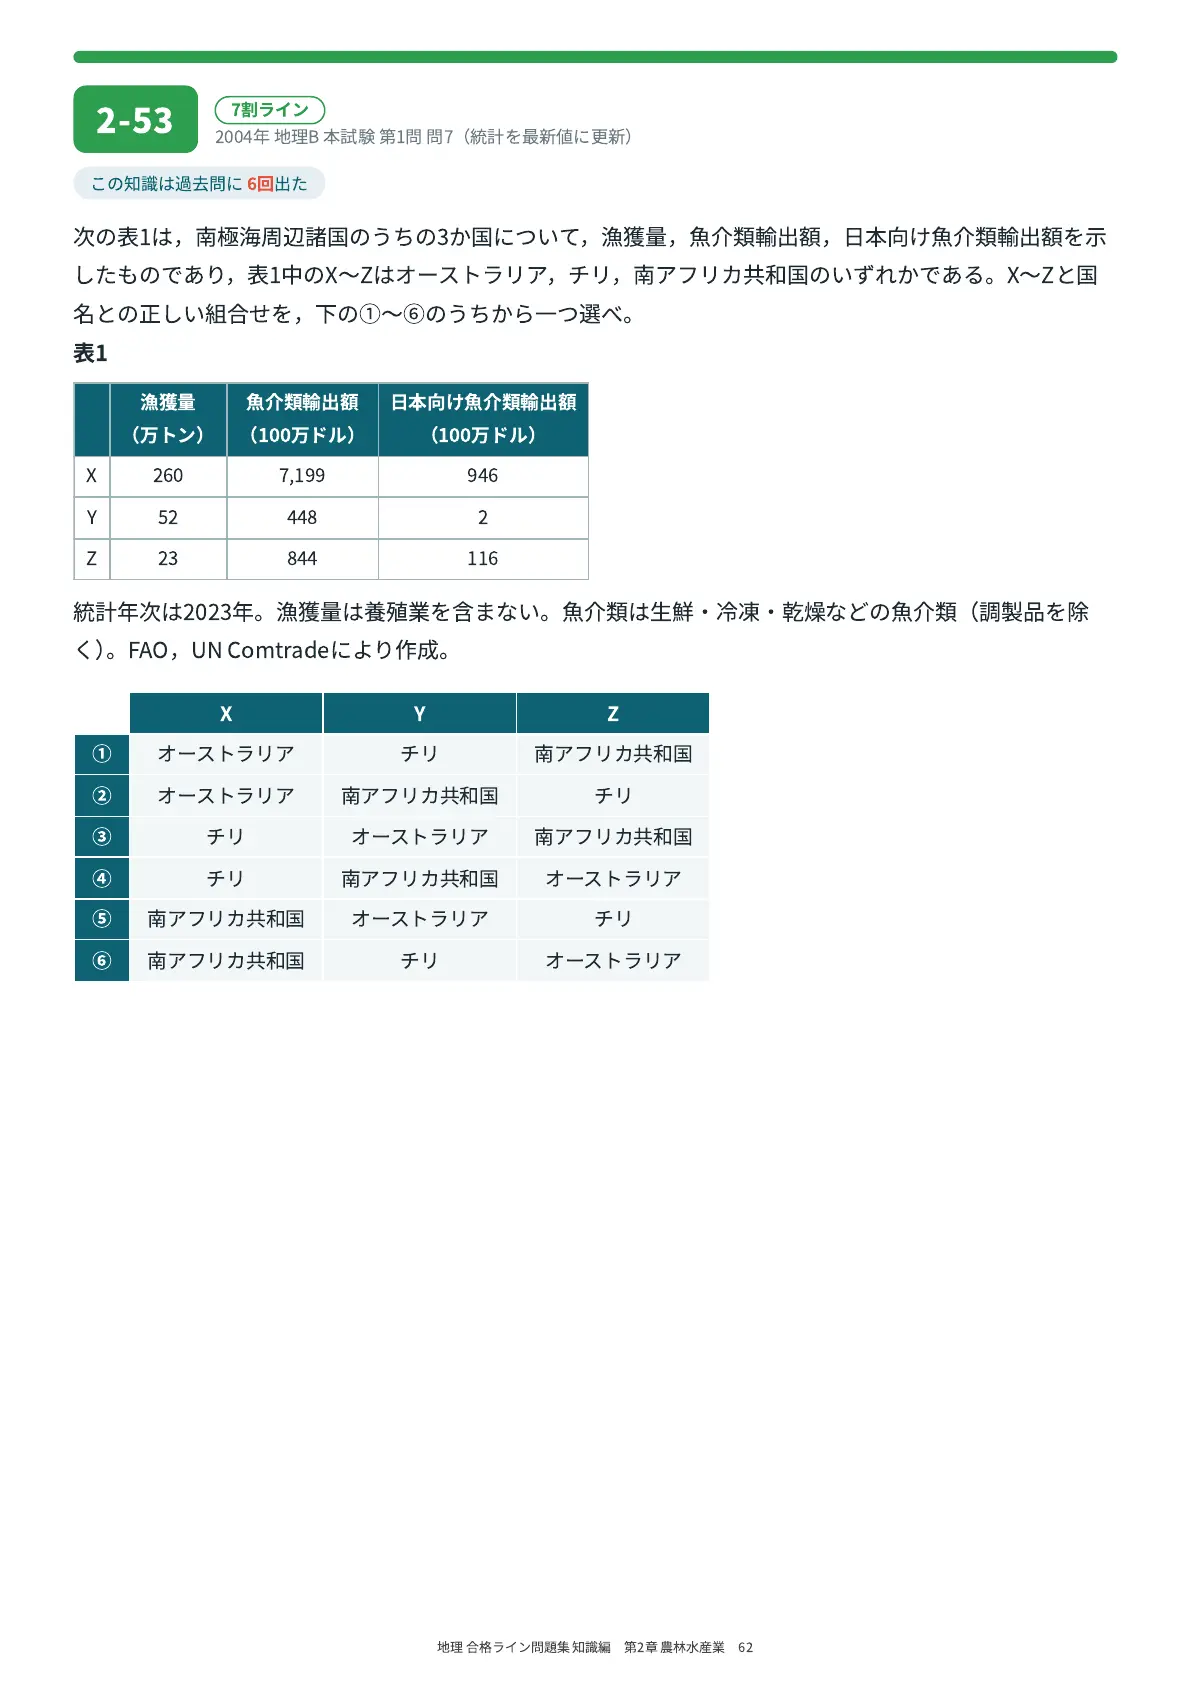 2-53
7割ライン
2004年 地理B 本試験 第1問 問7（統計を最新値に更新）
この知識は過去問に 6回出た
次の表1は，南極海周辺諸国のうちの3か国について，漁獲量，魚介類輸出額，日本向け魚介類輸出額を示
したものであり，表1中のX～Zはオーストラリア，チリ，南アフリカ共和国のいずれかである。X～Zと国
名との正しい組合せを，下の①～⑥のうちから一つ選べ。
表1
漁獲量（万トン） 魚介類輸出額（100万ドル） 日本向け魚介類輸出額（100万ドル）
X 260 7,199 946
Y 52 448 2
Z 23 844 116
統計年次は2023年。漁獲量は養殖業を含まない。魚介類は生鮮・冷凍・乾燥などの魚介類（調製品を除
く）。FAO，UN Comtradeにより作成。
X Y Z
① オーストラリア チリ 南アフリカ共和国
② オーストラリア 南アフリカ共和国 チリ
③ チリ オーストラリア 南アフリカ共和国
④ チリ 南アフリカ共和国 オーストラリア
⑤ 南アフリカ共和国 オーストラリア チリ
⑥ 南アフリカ共和国 チリ オーストラリア
地理 合格ライン問題集 知識編 第2章 農林水産業 62